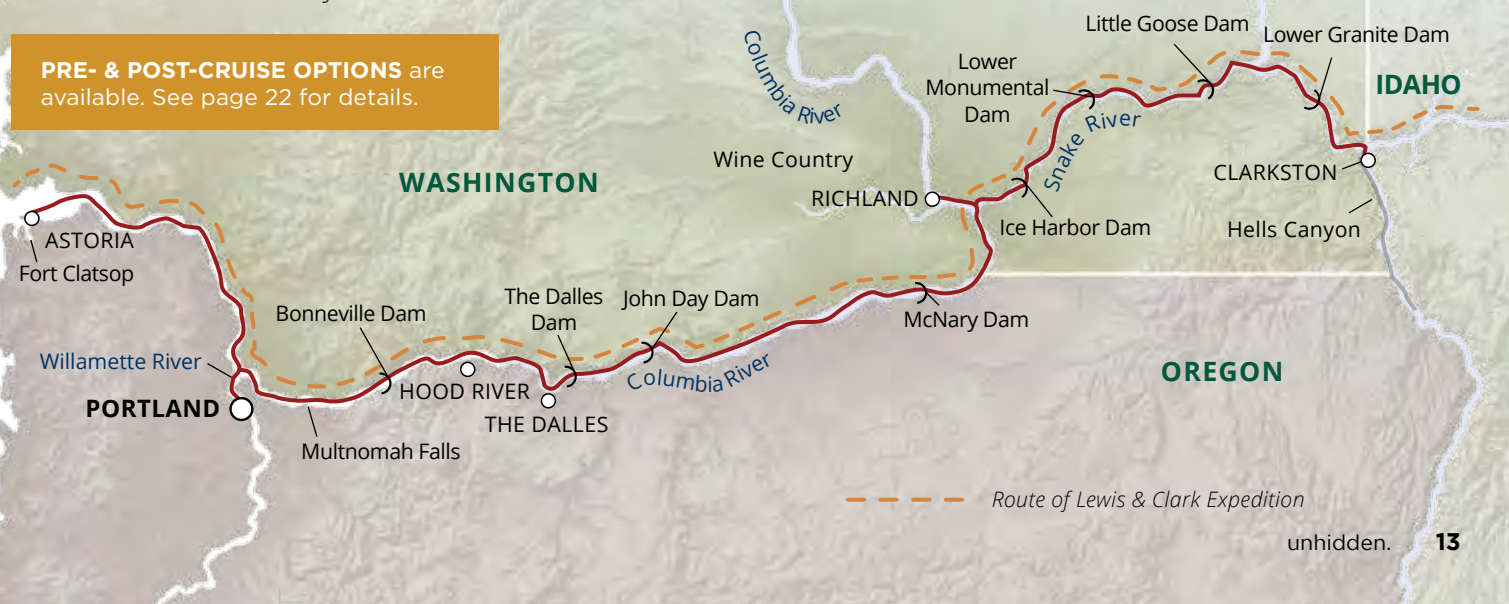 PRE- & POST-CRUISE OPTIONS are
available. See page 22 for details.
Columbia River
Little Goose Dam
Lower Granite Dam
Lower
Monumental
Dam
IDAHO
Snake River
Wine Country
WASHINGTON
CLARKSTON
RICHLAND
Ice Harbor Dam
Hells Canyon
ASTORIA
Fort Clatsop
The Dalles
Dam
John Day Dam
Bonneville Dam
McNary Dam
Willamette River
Columbia River
OREGON
HOOD RIVER
PORTLAND
THE DALLES
Multnomah Falls
Route of Lewis & Clark Expedition
unhidden. 13